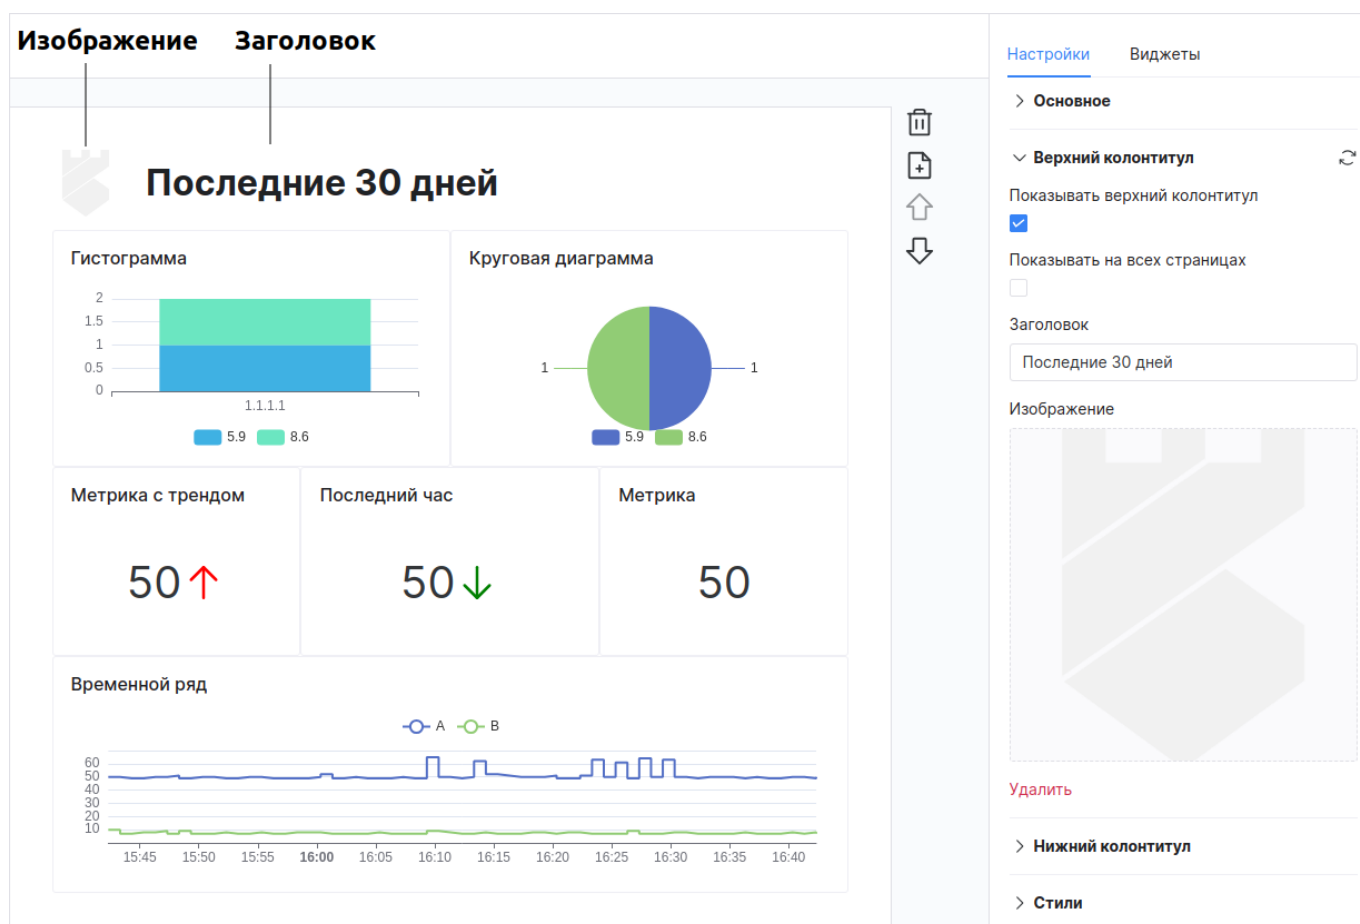 Изображение Заголовок
Последние 30 дней
Гистограмма
2
1.5
1
0.5
0
1.1.1.1
5.9 8.6
Круговая диаграмма
1 1
5.9 8.6
Метрика с трендом
50
Последний час
50
Метрика
50
Временной ряд
A B
60
50
40
30
20
10
15:45 15:50 15:55 16:00 16:05 16:10 16:15 16:20 16:25 16:30 16:35 16:40
Настройки Виджеты
Основное
Верхний колонтитул
Показывать верхний колонтитул
Показывать на всех страницах
Заголовок
Последние 30 дней
Изображение
Удалить
Нижний колонтитул
Стили